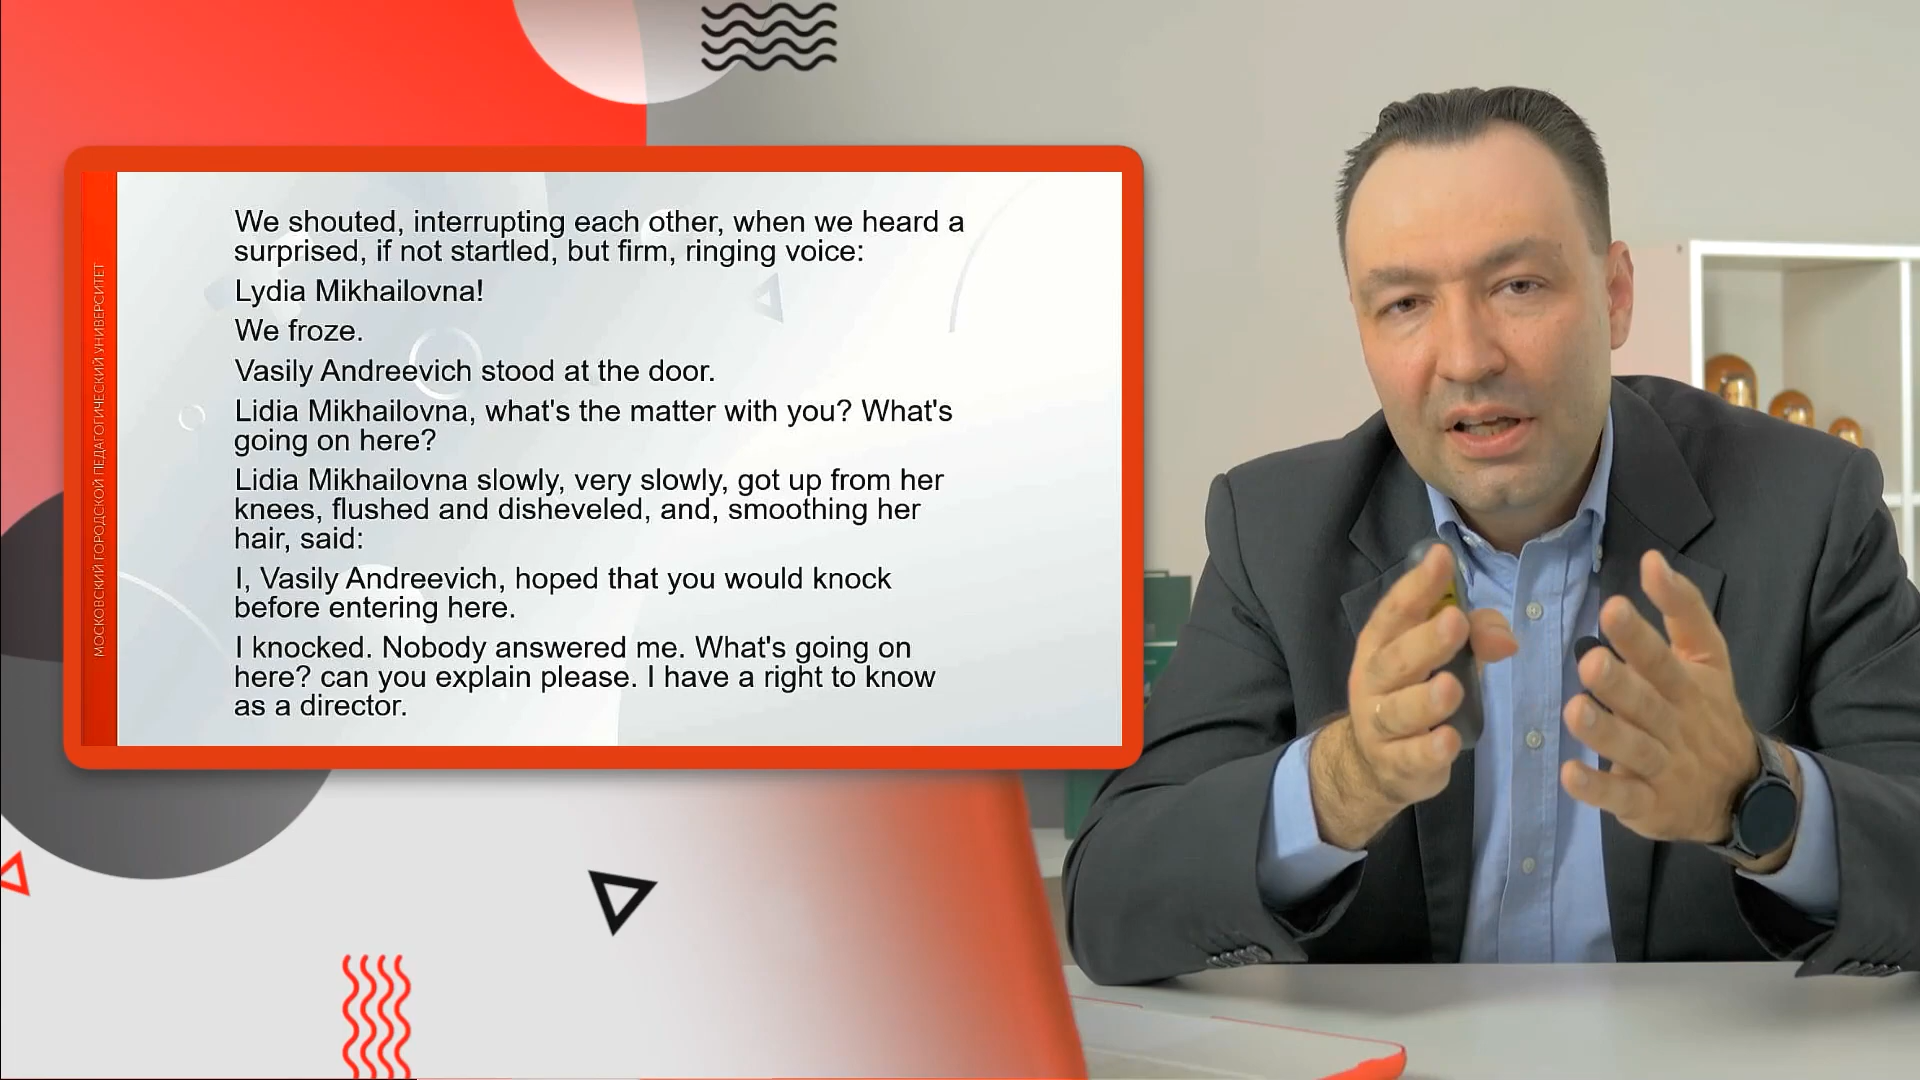 МОСКОВСКИЙ ГОРОДСКОЙ ПЕДАГОГИЧЕСКИЙ УНИВЕРСИТЕТ
We shouted, interrupting each other, when we heard a
surprised, if not startled, but firm, ringing voice:
Lydia Mikhailovna!
We froze.
Vasily Andreevich stood at the door.
Lidia Mikhailovna, what's the matter with you? What's
going on here?
Lidia Mikhailovna slowly, very slowly, got up from her
knees, flushed and disheveled, and, smoothing her
hair, said:
I, Vasily Andreevich, hoped that you would knock
before entering here.
I knocked. Nobody answered me. What's going on
here? can you explain please. I have a right to know
as a director.